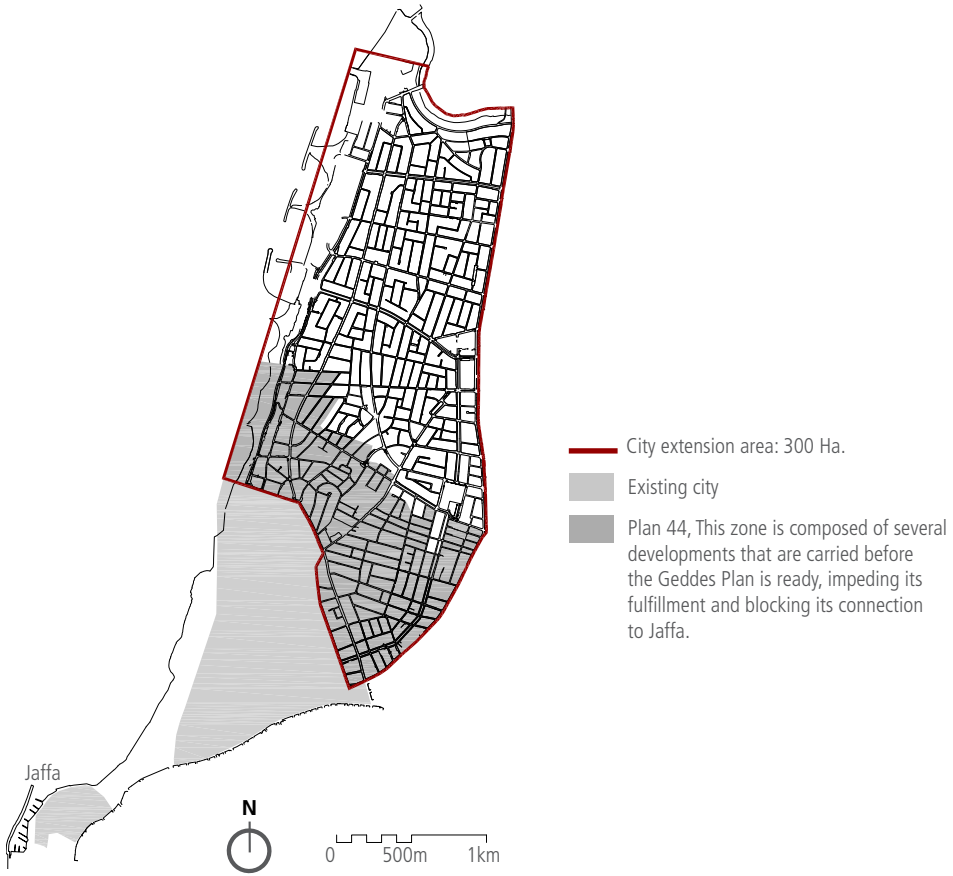 City extension area: 300 Ha.
Existing city
Plan 44, This zone is composed of several
developments that are carried before
the Geddes Plan is ready, impeding its
fulfillment and blocking its connection
to Jaffa.
Jaffa
N
0 500m 1km